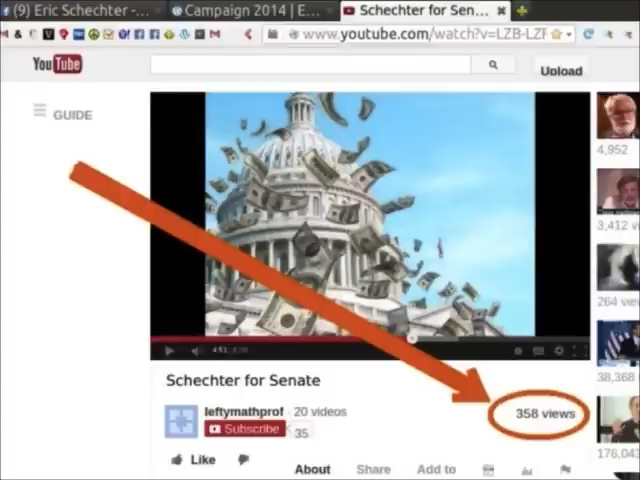 (9) Eric Schechter -...
Campaign 2014 | E...
Schechter for Sen...
www.youtube.com/watch?v=LZB-LZF
YouTube
Upload
GUIDE
4,952
3,412 v
264 vie
38,368
176,043
Schechter for Senate
358 views
leftymathprof · 20 videos
Subscribe 35
Like
About Share Add to